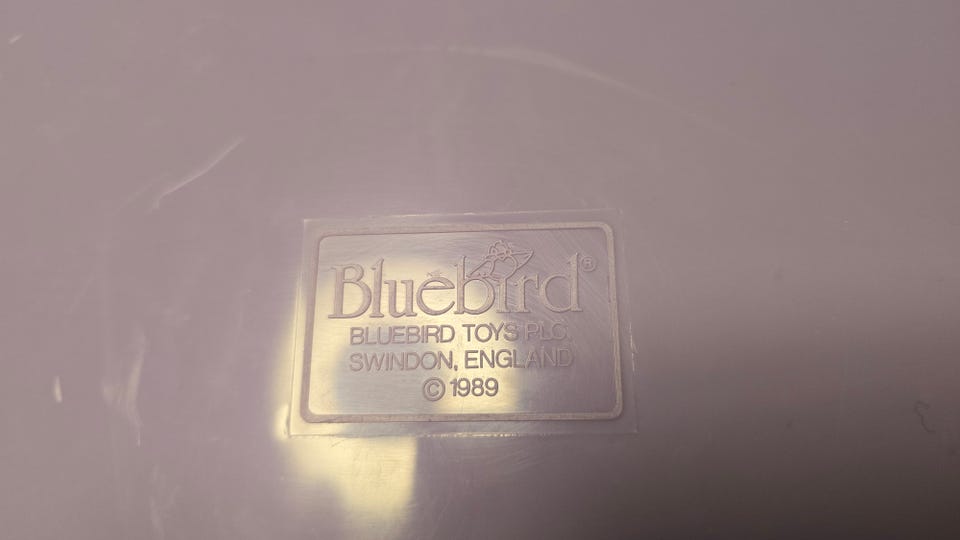 Bluebird®
BLUEBIRD TOYS PLC.
SWINDON, ENGLAND
© 1989